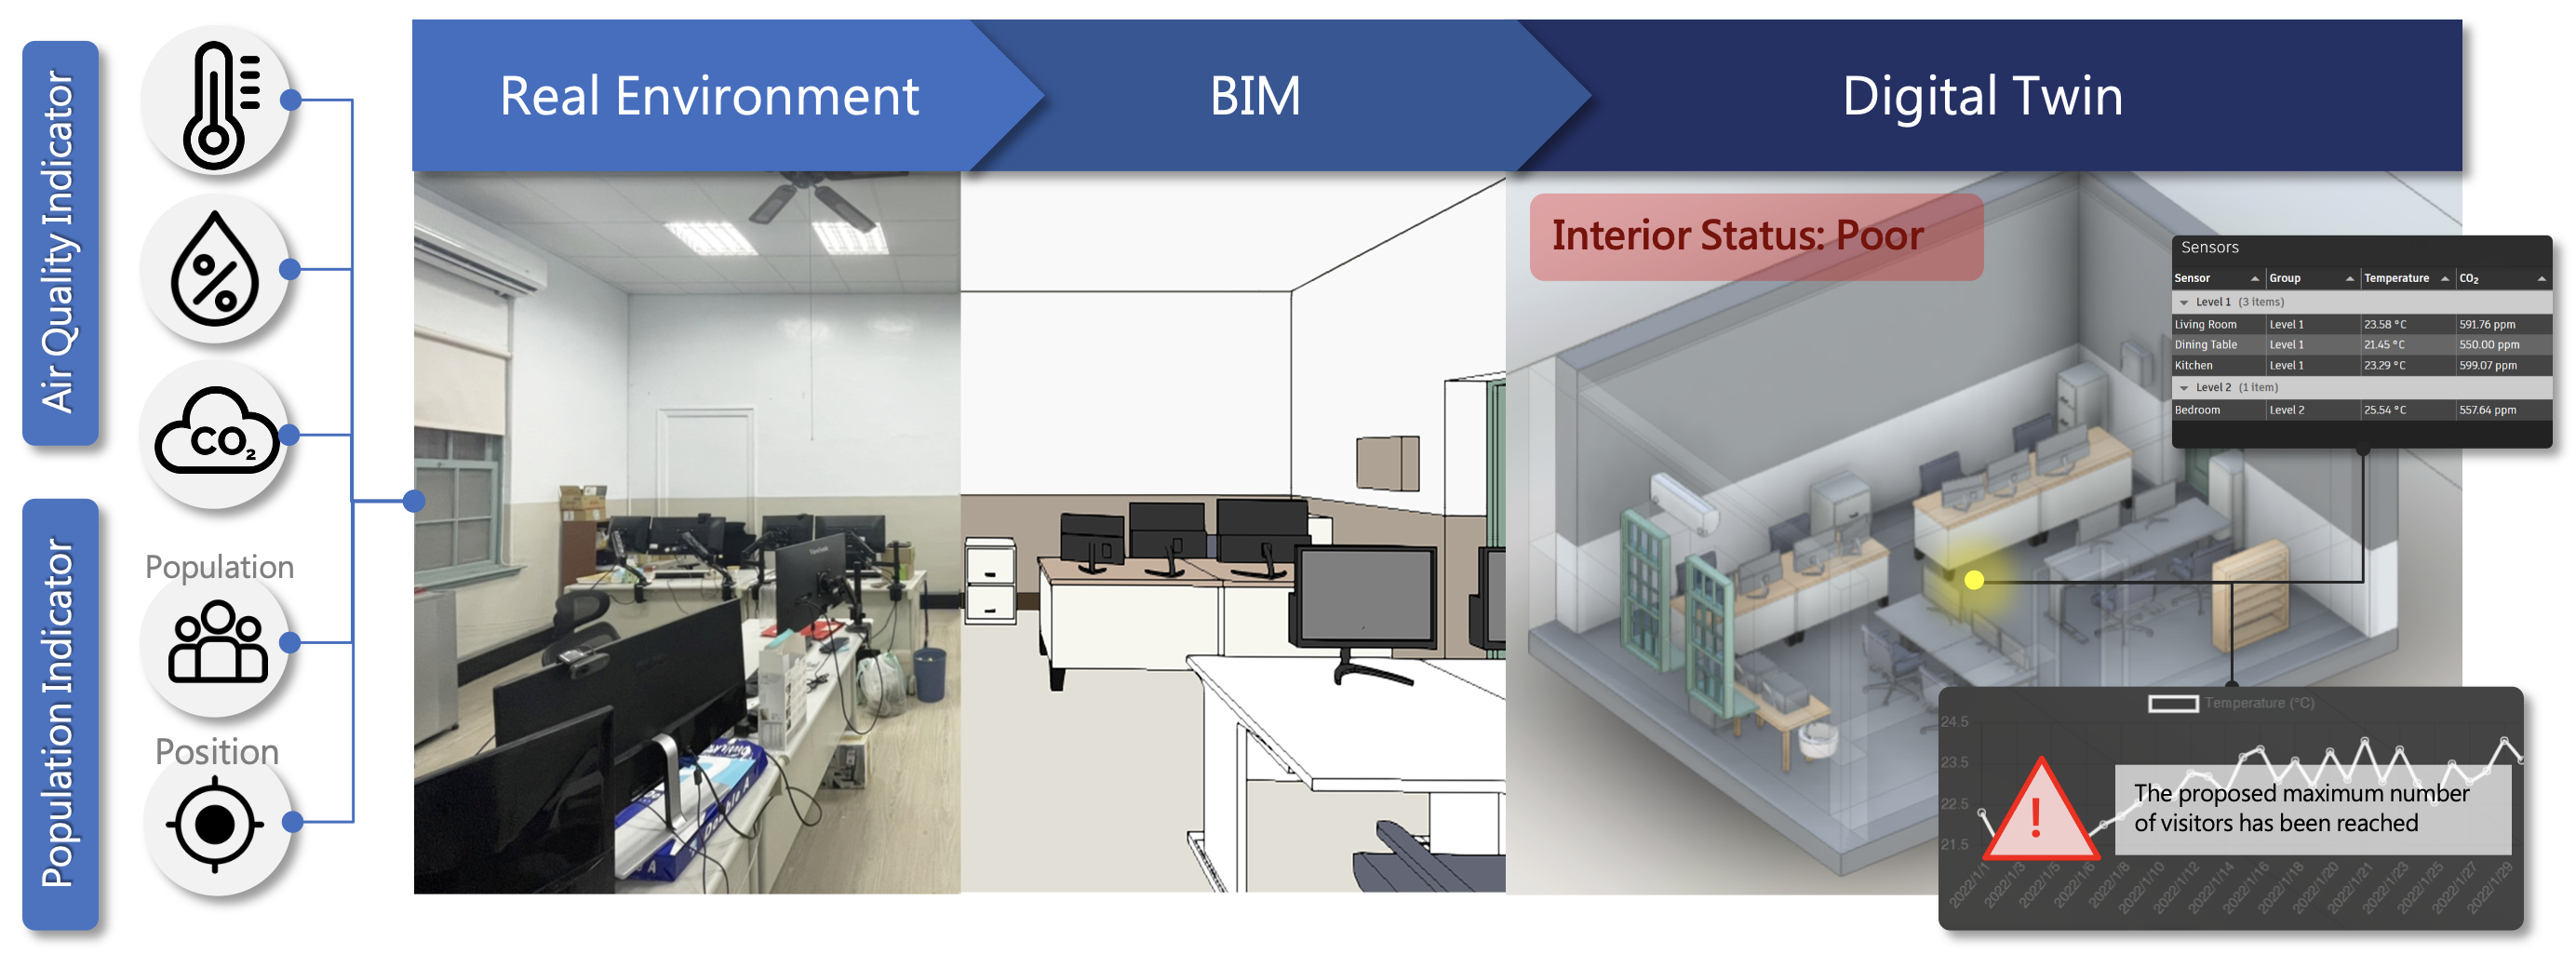 Air Quality Indicator
CO2
Population Indicator
Population
Position
Real Environment
BIM
Digital Twin
Interior Status: Poor
Sensors
Sensor Group Temperature CO2
Level 1 (3 items)
Living Room Level 1 23.58 °C 591.76 ppm
Dining Table Level 1 21.45 °C 550.00 ppm
Kitchen Level 1 23.29 °C 599.07 ppm
Level 2 (1 item)
Bedroom Level 2 25.54 °C 557.64 ppm
Temperature (°C)
24.5
23.5
22.5
21.5
!
The proposed maximum number
of visitors has been reached
2022/1/1
2022/1/3
2022/1/5
2022/1/6
2022/1/8
2022/1/10
2022/1/12
2022/1/14
2022/1/16
2022/1/18
2022/1/20
2022/1/21
2022/1/23
2022/1/25
2022/1/27
2022/1/29
ViewSonic
Double A